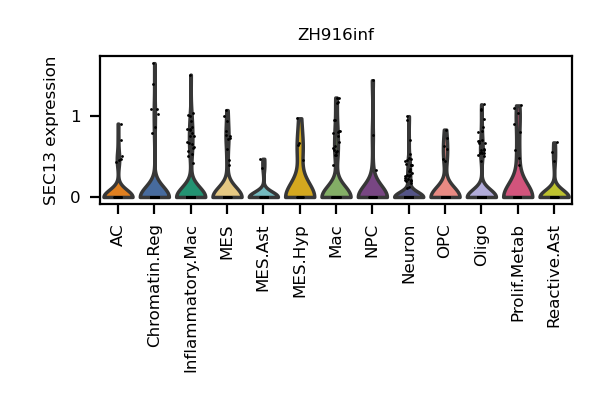 ZH916inf
SEC13 expression
1
0
AC
Chromatin.Reg
Inflammatory.Mac
MES
MES.Ast
MES.Hyp
Mac
NPC
Neuron
OPC
Oligo
Prolif.Metab
Reactive.Ast